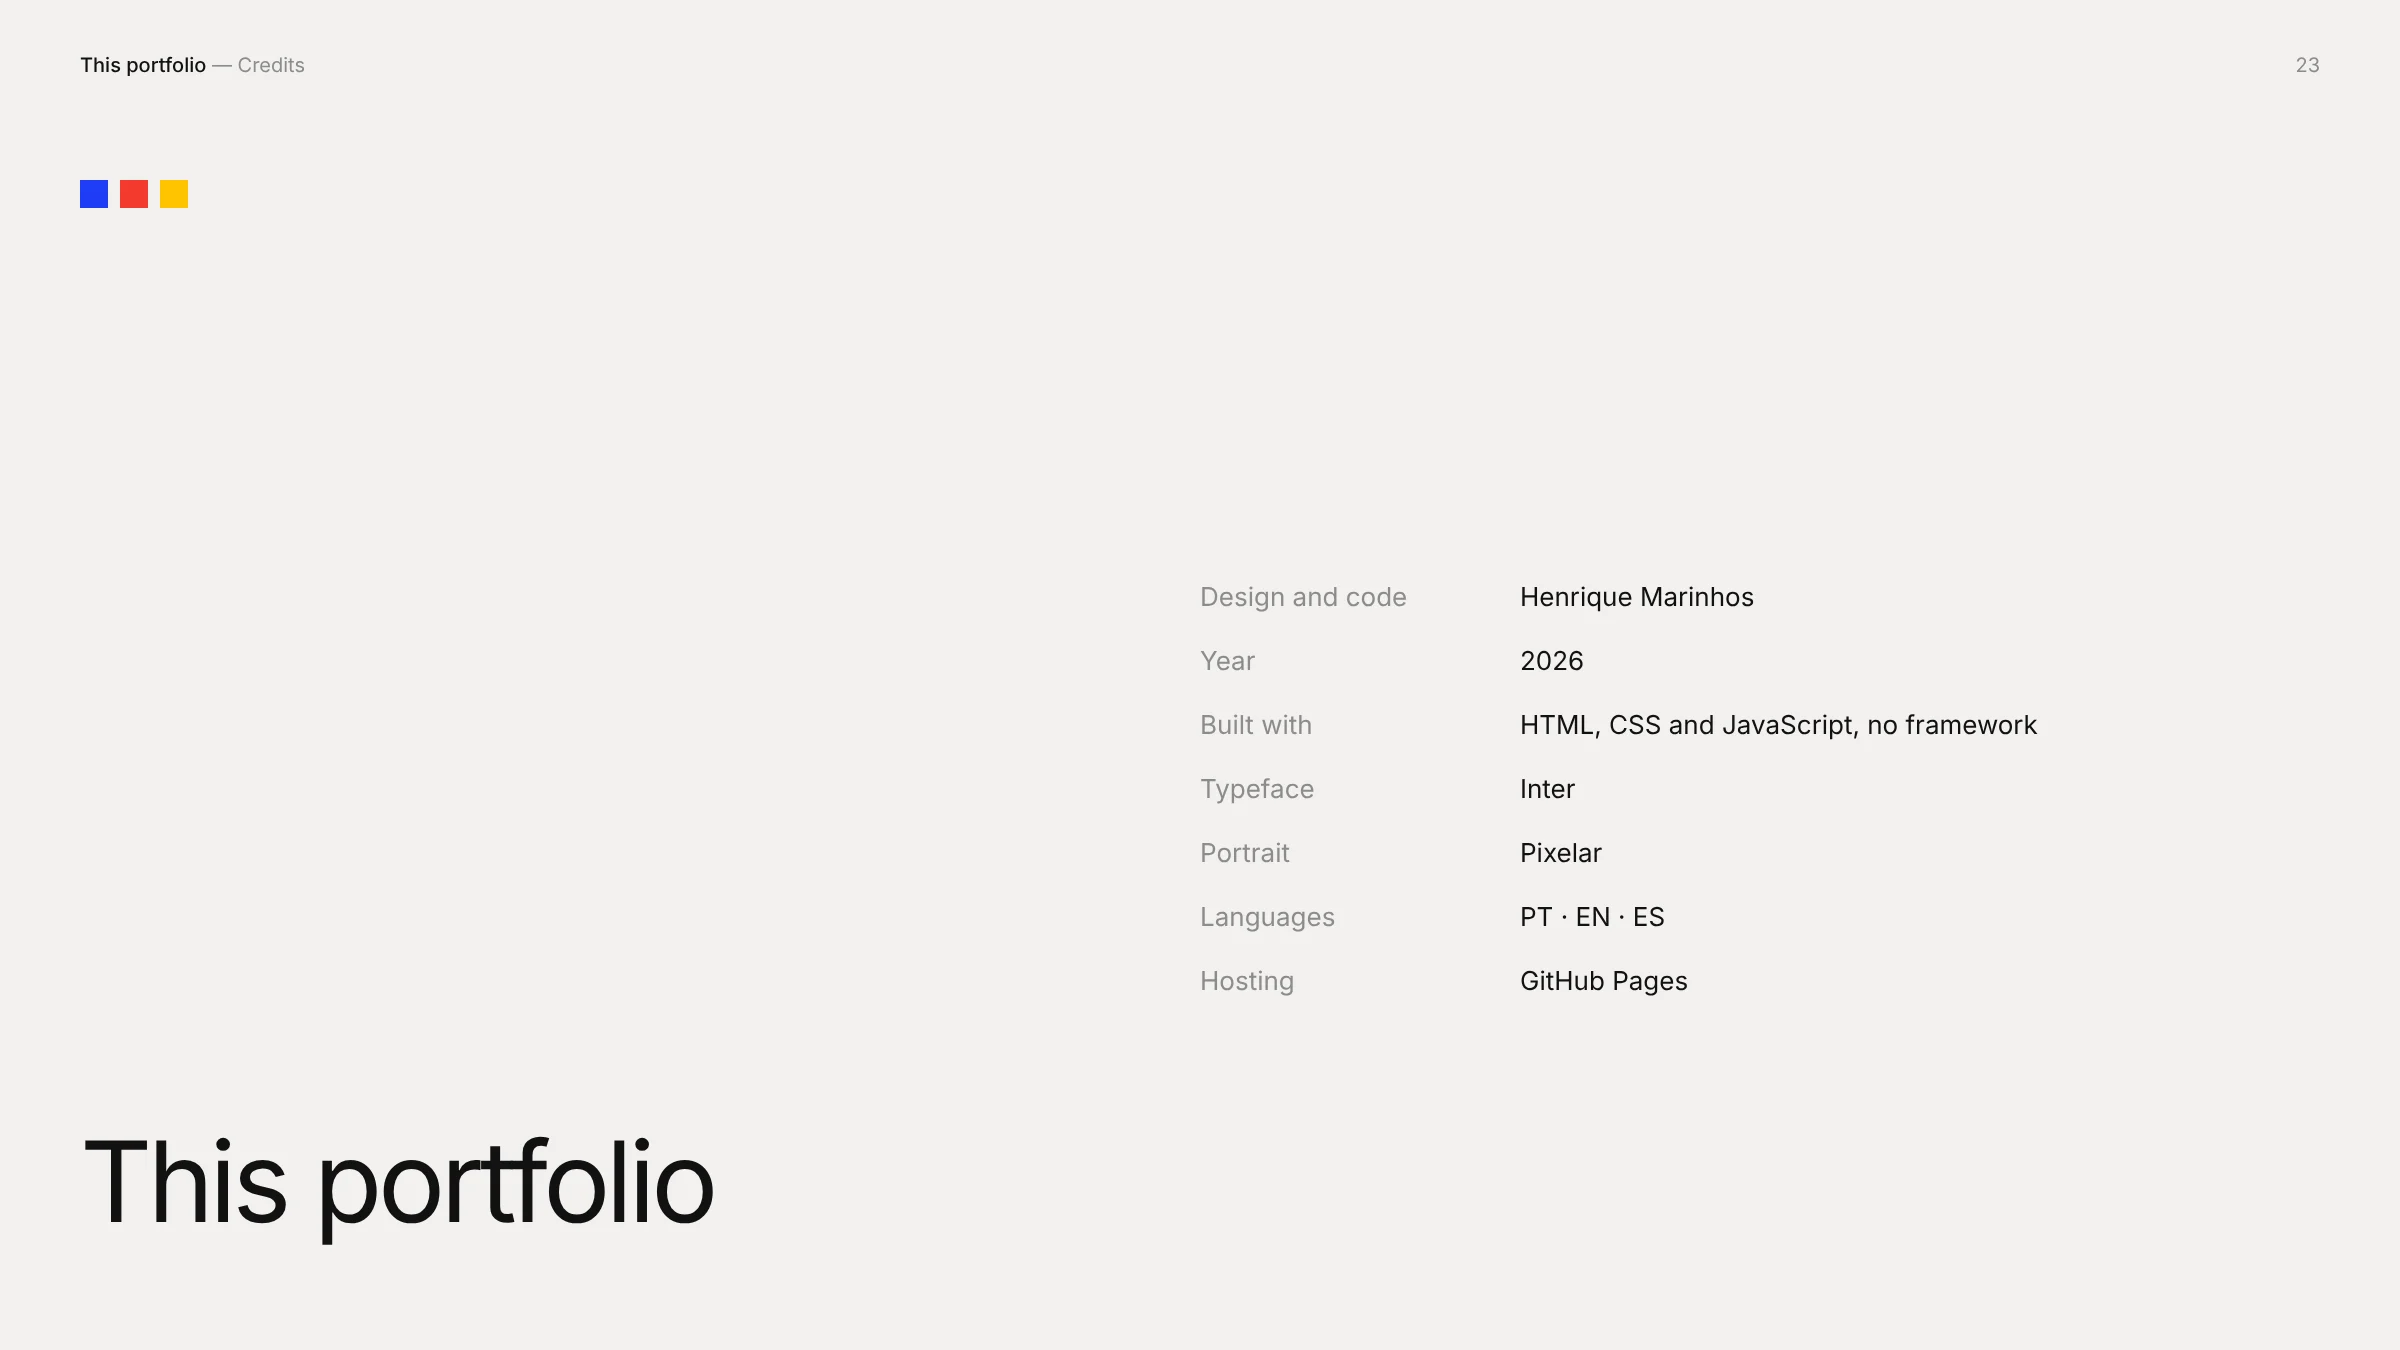 This portfolio — Credits
23
Design and code Henrique Marinhos
Year 2026
Built with HTML, CSS and JavaScript, no framework
Typeface Inter
Portrait Pixelar
Languages PT · EN · ES
Hosting GitHub Pages
This portfolio